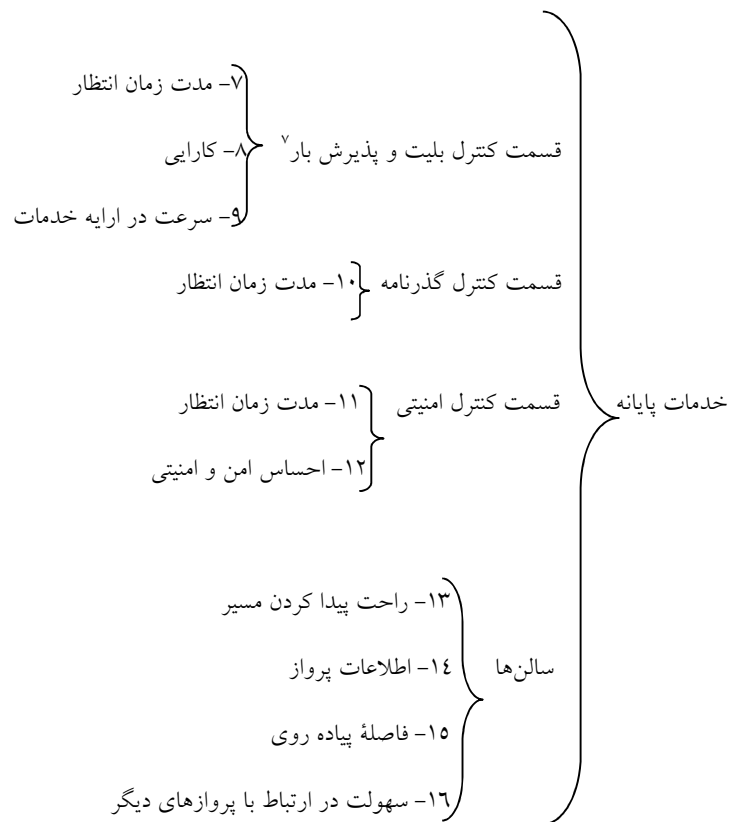 ۷- مدت زمان انتظار
قسمت کنترل بلیت و پذیرش بار۷
۸- کارایی
۹- سرعت در ارایه خدمات
قسمت کنترل گذرنامه
۱۰- مدت زمان انتظار
خدمات پایانه
قسمت کنترل امنیتی
۱۱- مدت زمان انتظار
۱۲- احساس امن و امنیتی
۱۳- راحت پیدا کردن مسیر
سالن‌ها
۱٤- اطلاعات پرواز
۱٥- فاصلۀ پیاده روی
۱٦- سهولت در ارتباط با پروازهای دیگر